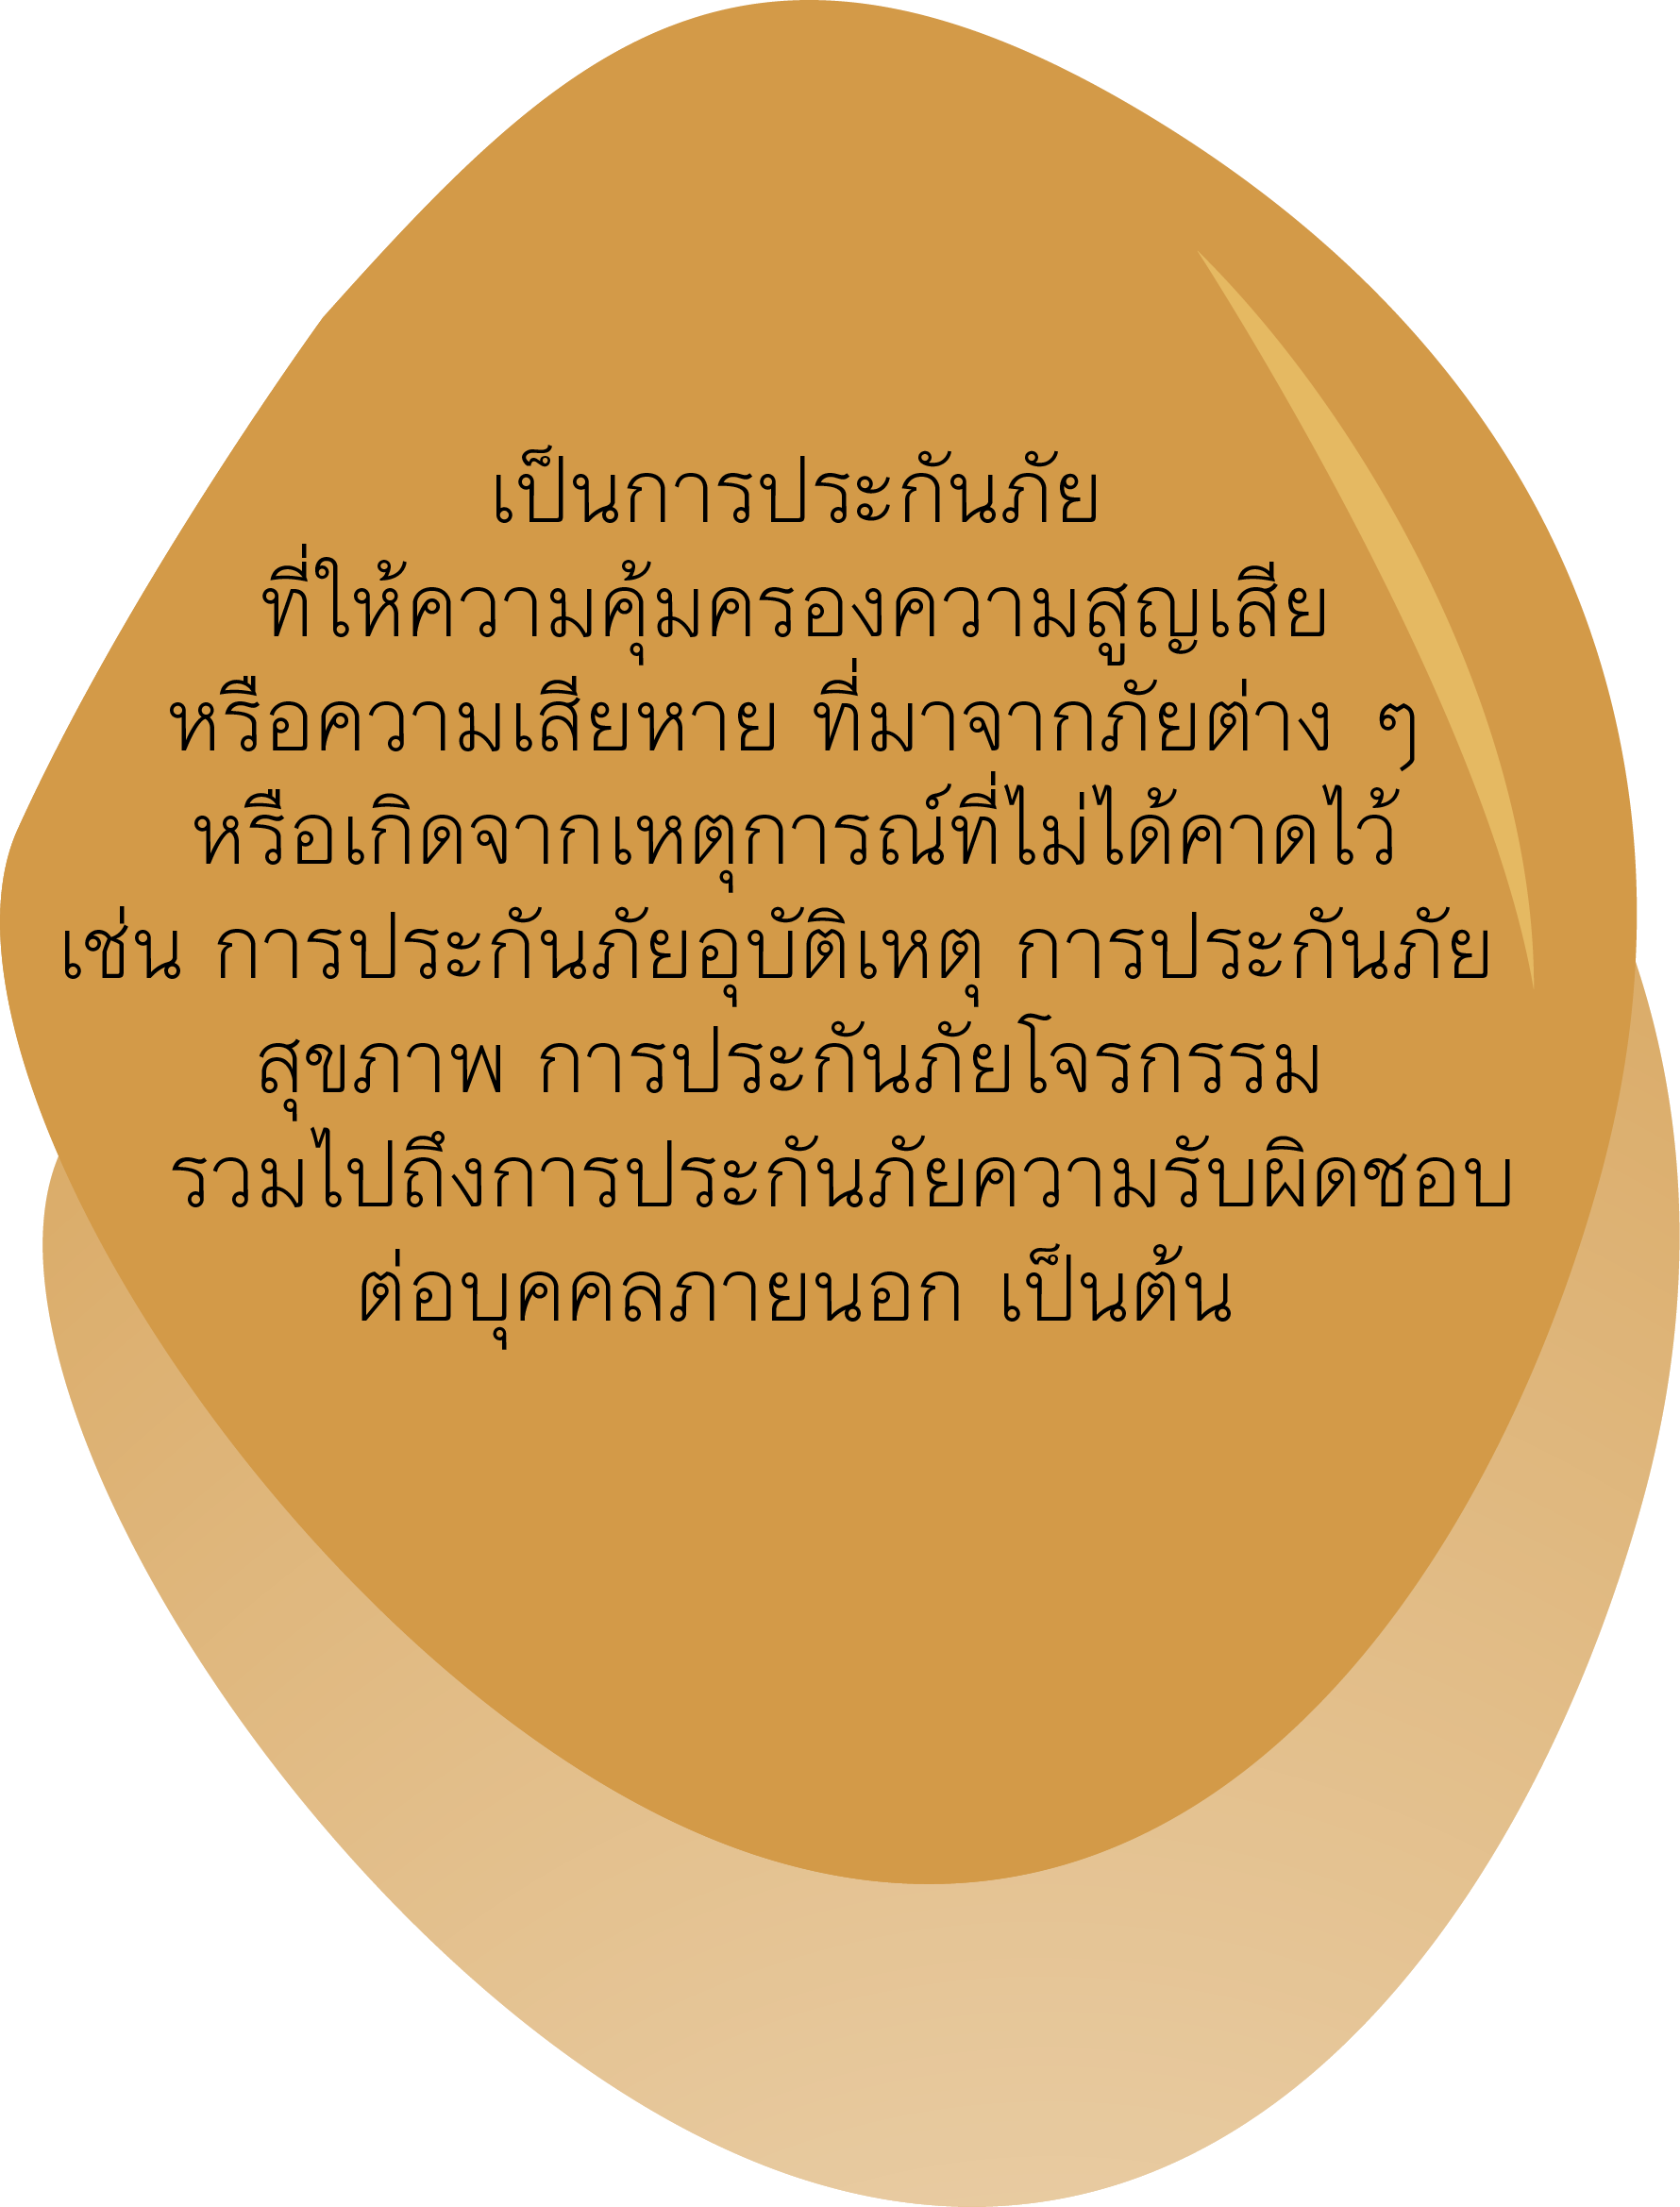 เป็นการประกันภัย
ที่ให้ความคุ้มครองความสูญเสีย
หรือความเสียหาย ที่มาจากภัยต่าง ๆ
หรือเกิดจากเหตุการณ์ที่ไม่ได้คาดไว้
เช่น การประกันภัยอุบัติเหตุ การประกันภัย
สุขภาพ การประกันภัยโจรกรรม
รวมไปถึงการประกันภัยความรับผิดชอบ
ต่อบุคคลภายนอก เป็นต้น